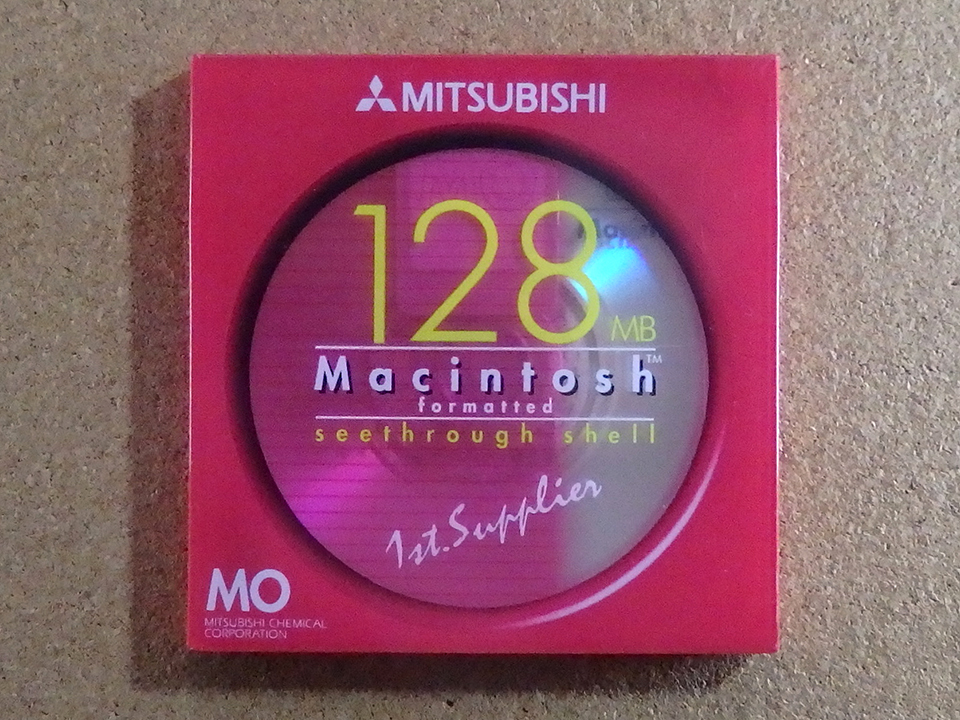 MITSUBISHI
128 MB
Macintosh™
formatted
seethrough shell
1st.Supplier
MO
MITSUBISHI CHEMICAL
CORPORATION